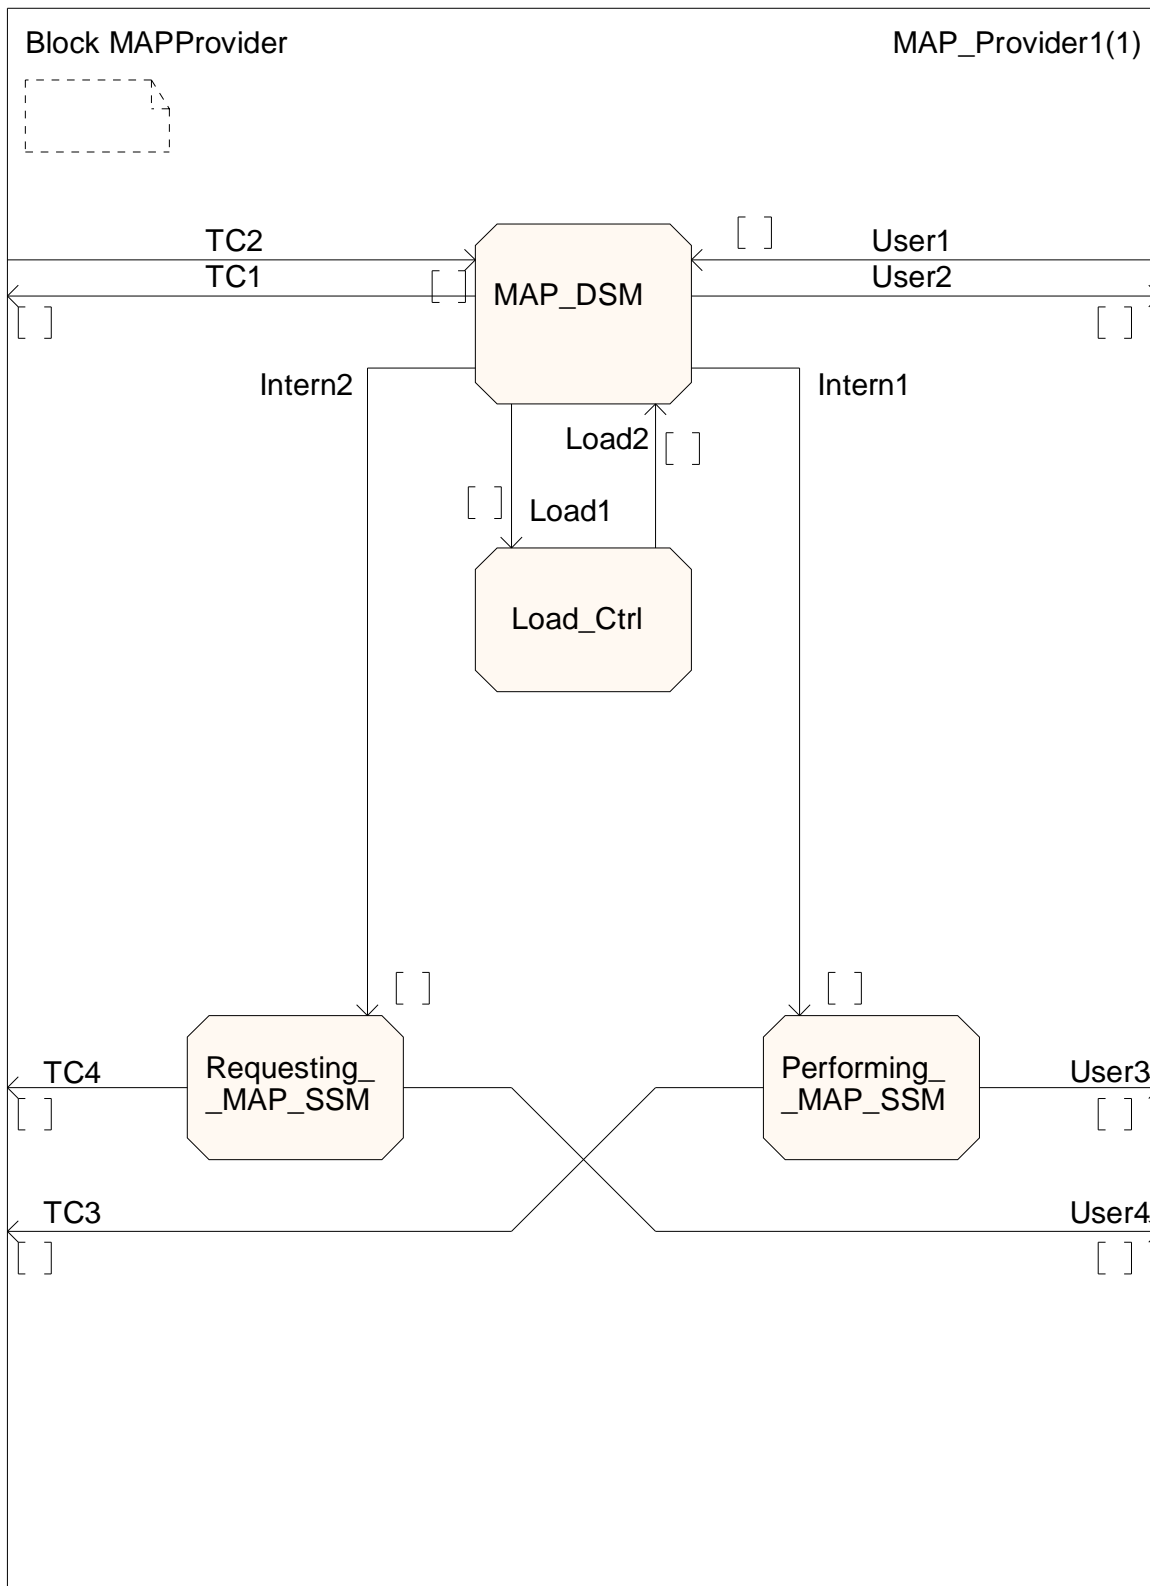 Block MAPProvider
MAP_Provider1(1)
TC2
User1
TC1
User2
MAP_DSM
Intern2
Intern1
Load2
Load1
Load_Ctrl
Requesting_
_MAP_SSM
Performing_
_MAP_SSM
TC4
User3
TC3
User4